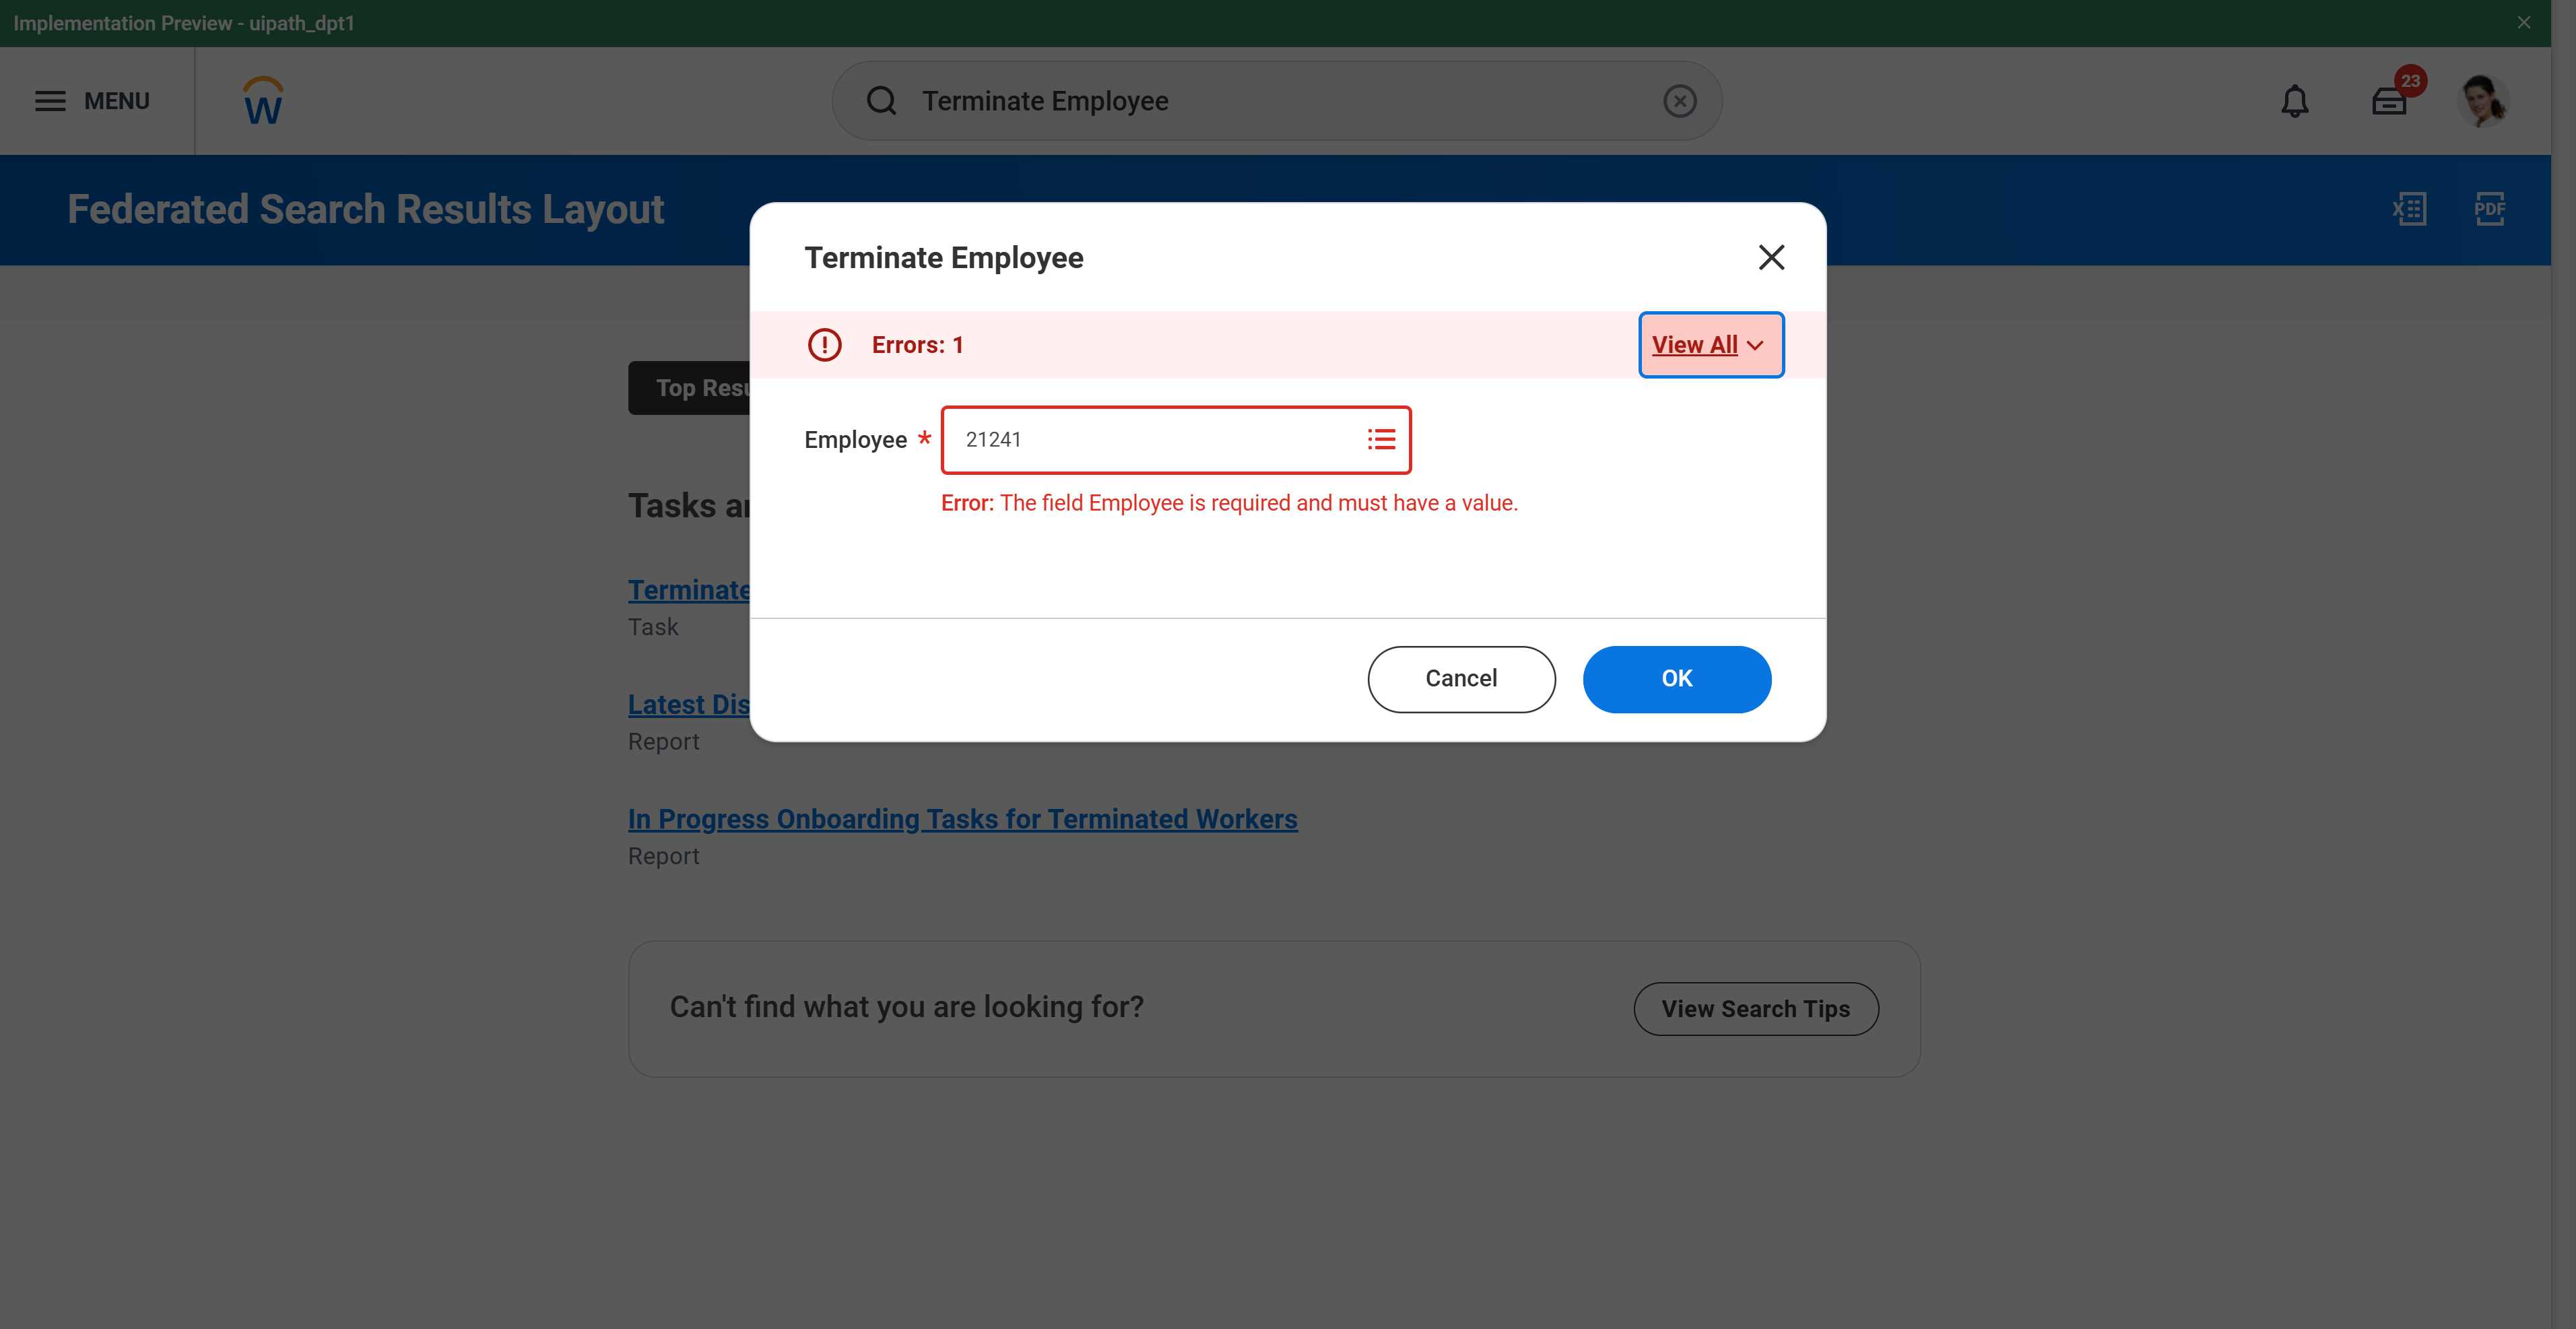 Implementation Preview - uipath_dpt1
MENU
W
Terminate Employee
23
Federated Search Results Layout
X
PDF
Terminate Employee
Errors: 1
View All
Top Resu
Employee *
21241
Error: The field Employee is required and must have a value.
Tasks ar
Terminate
Task
Cancel
OK
Latest Dis
Report
In Progress Onboarding Tasks for Terminated Workers
Report
Can't find what you are looking for?
View Search Tips